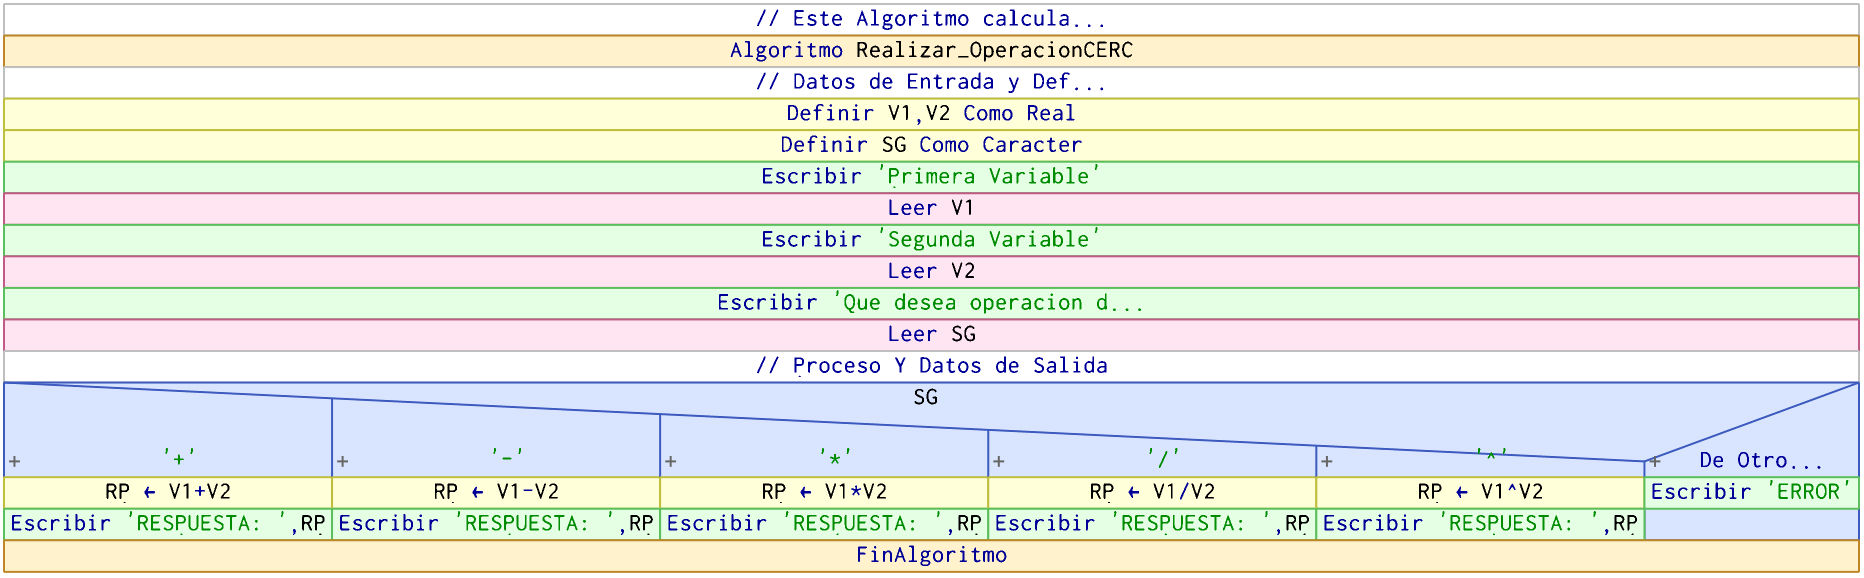 // Este Algoritmo calcula...
Algoritmo Realizar_OperacionCERC
// Datos de Entrada y Def...
Definir V1,V2 Como Real
Definir SG Como Caracter
Escribir 'Primera Variable'
Leer V1
Escribir 'Segunda Variable'
Leer V2
Escribir 'Que desea operacion d...
Leer SG
// Proceso Y Datos de Salida
SG
+ '+' + '-' + '*' + '/' + '^' + De Otro...
RP ← V1+V2 RP ← V1-V2 RP ← V1*V2 RP ← V1/V2 RP ← V1^V2 Escribir 'ERROR'
Escribir 'RESPUESTA: ',RP Escribir 'RESPUESTA: ',RP Escribir 'RESPUESTA: ',RP Escribir 'RESPUESTA: ',RP Escribir 'RESPUESTA: ',RP
FinAlgoritmo